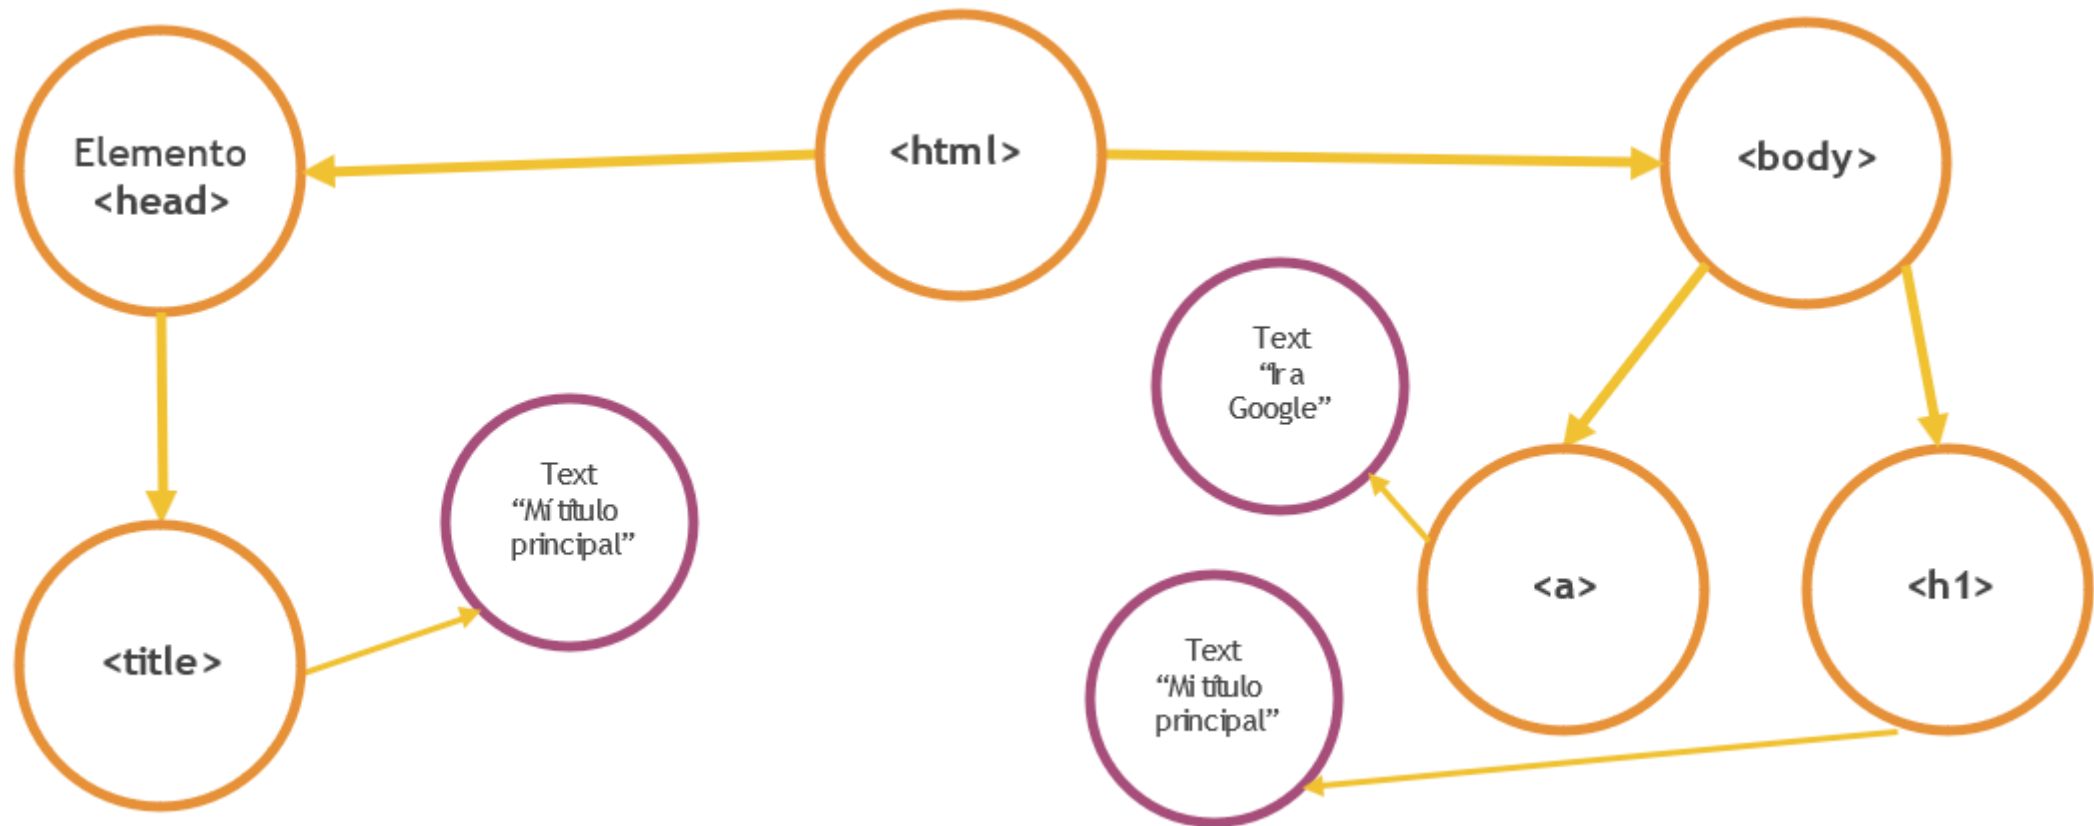 Elemento
<head>
<html>
<body>
Text
“Ir a
Google”
Text
“Mí título
principal”
<a>
<h1>
<title>
Text
“Mi título
principal”